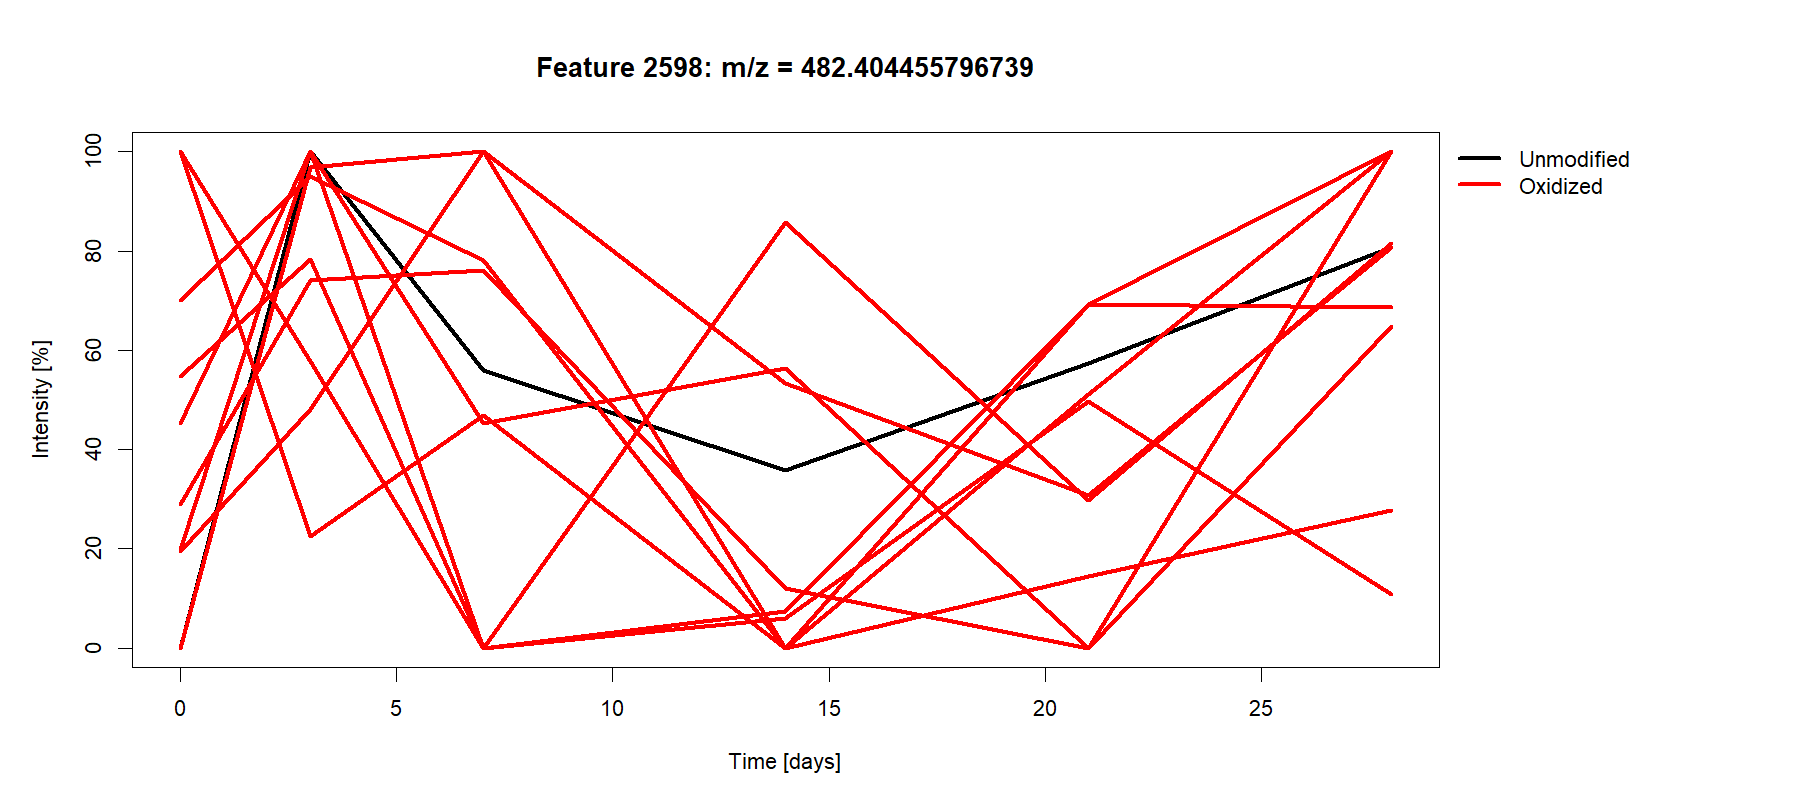 Feature 2598: m/z = 482.404455796739
Intensity [%]
100
80
60
40
20
0
0 5 10 15 20 25
Time [days]
Unmodified
Oxidized